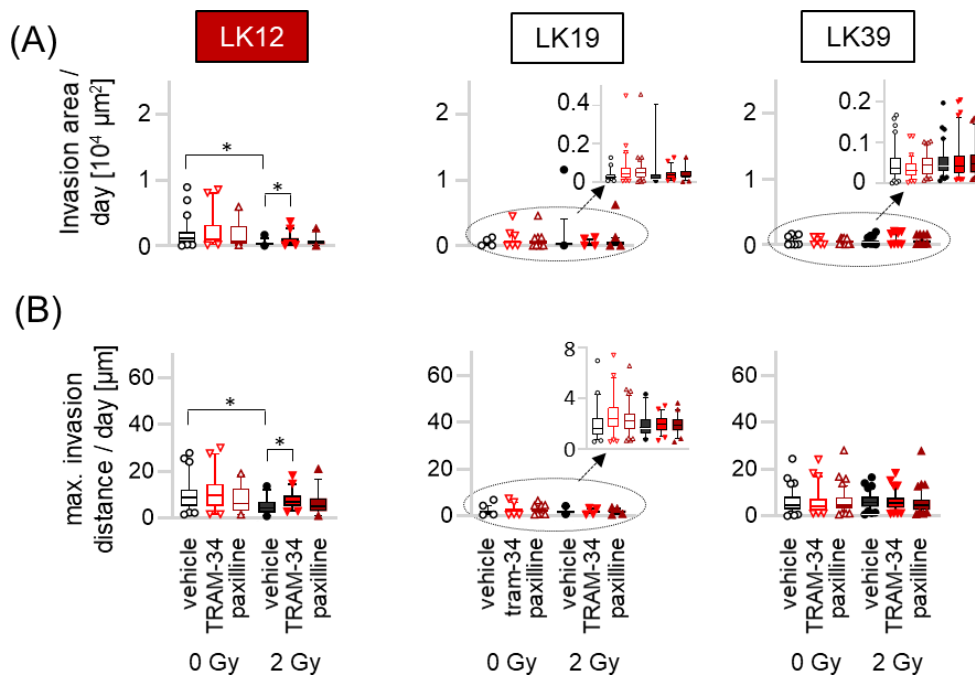 (A)
LK12
LK19
LK39
Invasion area /
day [10⁴ µm²]
2
1
0
*
*
2
1
0
0.4
0.2
0
2
1
0
0.2
0.1
0
(B)
max. invasion
distance / day [µm]
60
40
20
0
*
*
60
40
20
0
8
4
0
60
40
20
0
vehicle
TRAM-34
paxilline
vehicle
TRAM-34
paxilline
0 Gy
2 Gy
vehicle
tram-34
paxilline
vehicle
TRAM-34
paxilline
0 Gy
2 Gy
vehicle
TRAM-34
paxilline
vehicle
TRAM-34
paxilline
0 Gy
2 Gy